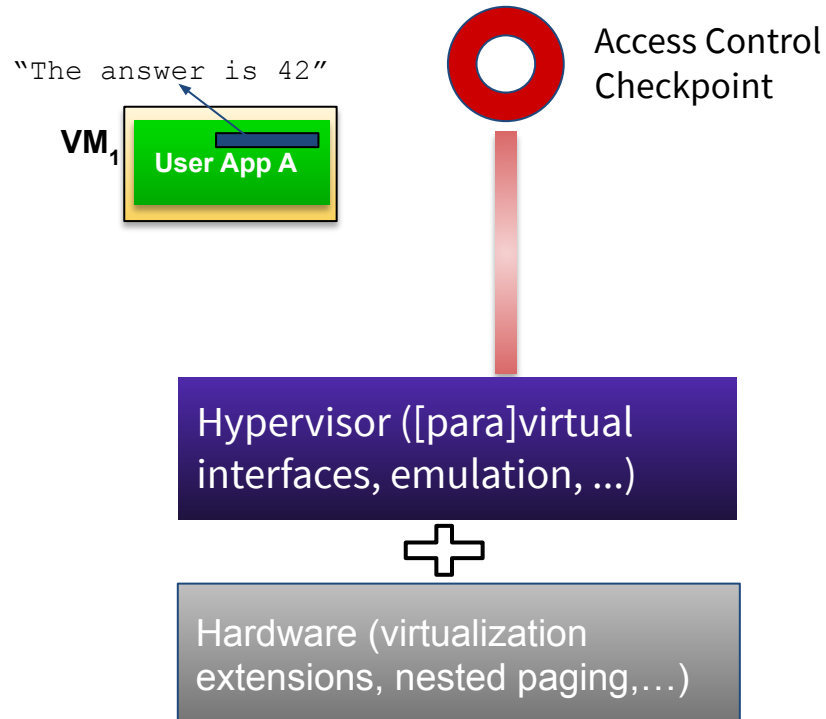 “The answer is 42”
Access Control
Checkpoint
VM1
User App A
Hypervisor ([para]virtual
interfaces, emulation, ...)
Hardware (virtualization
extensions, nested paging,…)